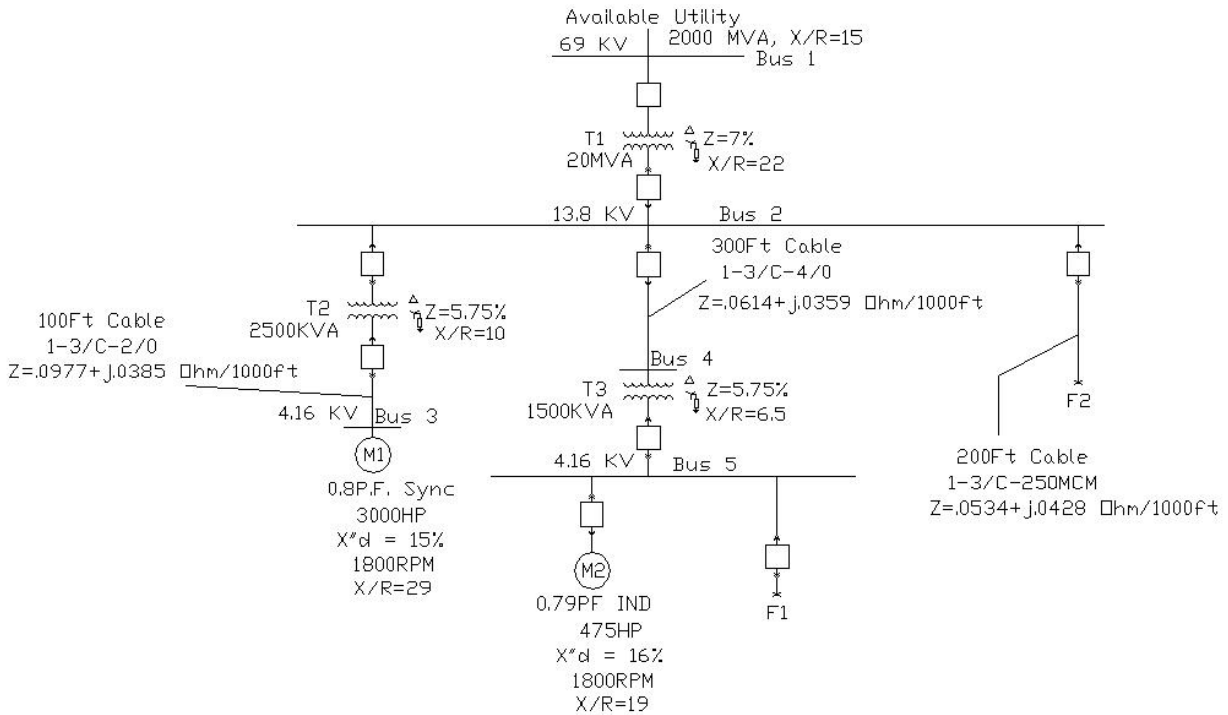 Available Utility
69 KV
2000 MVA, X/R=15
Bus 1
T1
20MVA
Z=7%
X/R=22
13.8 KV
Bus 2
300Ft Cable
1-3/C-4/0
Z=.0614+j.0359 Ohm/1000ft
T2
2500KVA
Z=5.75%
X/R=10
100Ft Cable
1-3/C-2/0
Z=.0977+j.0385 Ohm/1000ft
4.16 KV
Bus 3
M1
0.8P.F. Sync
3000HP
X"d = 15%
1800RPM
X/R=29
Bus 4
T3
1500KVA
Z=5.75%
X/R=6.5
4.16 KV
Bus 5
M2
0.79PF IND
475HP
X"d = 16%
1800RPM
X/R=19
F1
F2
200Ft Cable
1-3/C-250MCM
Z=.0534+j.0428 Ohm/1000ft